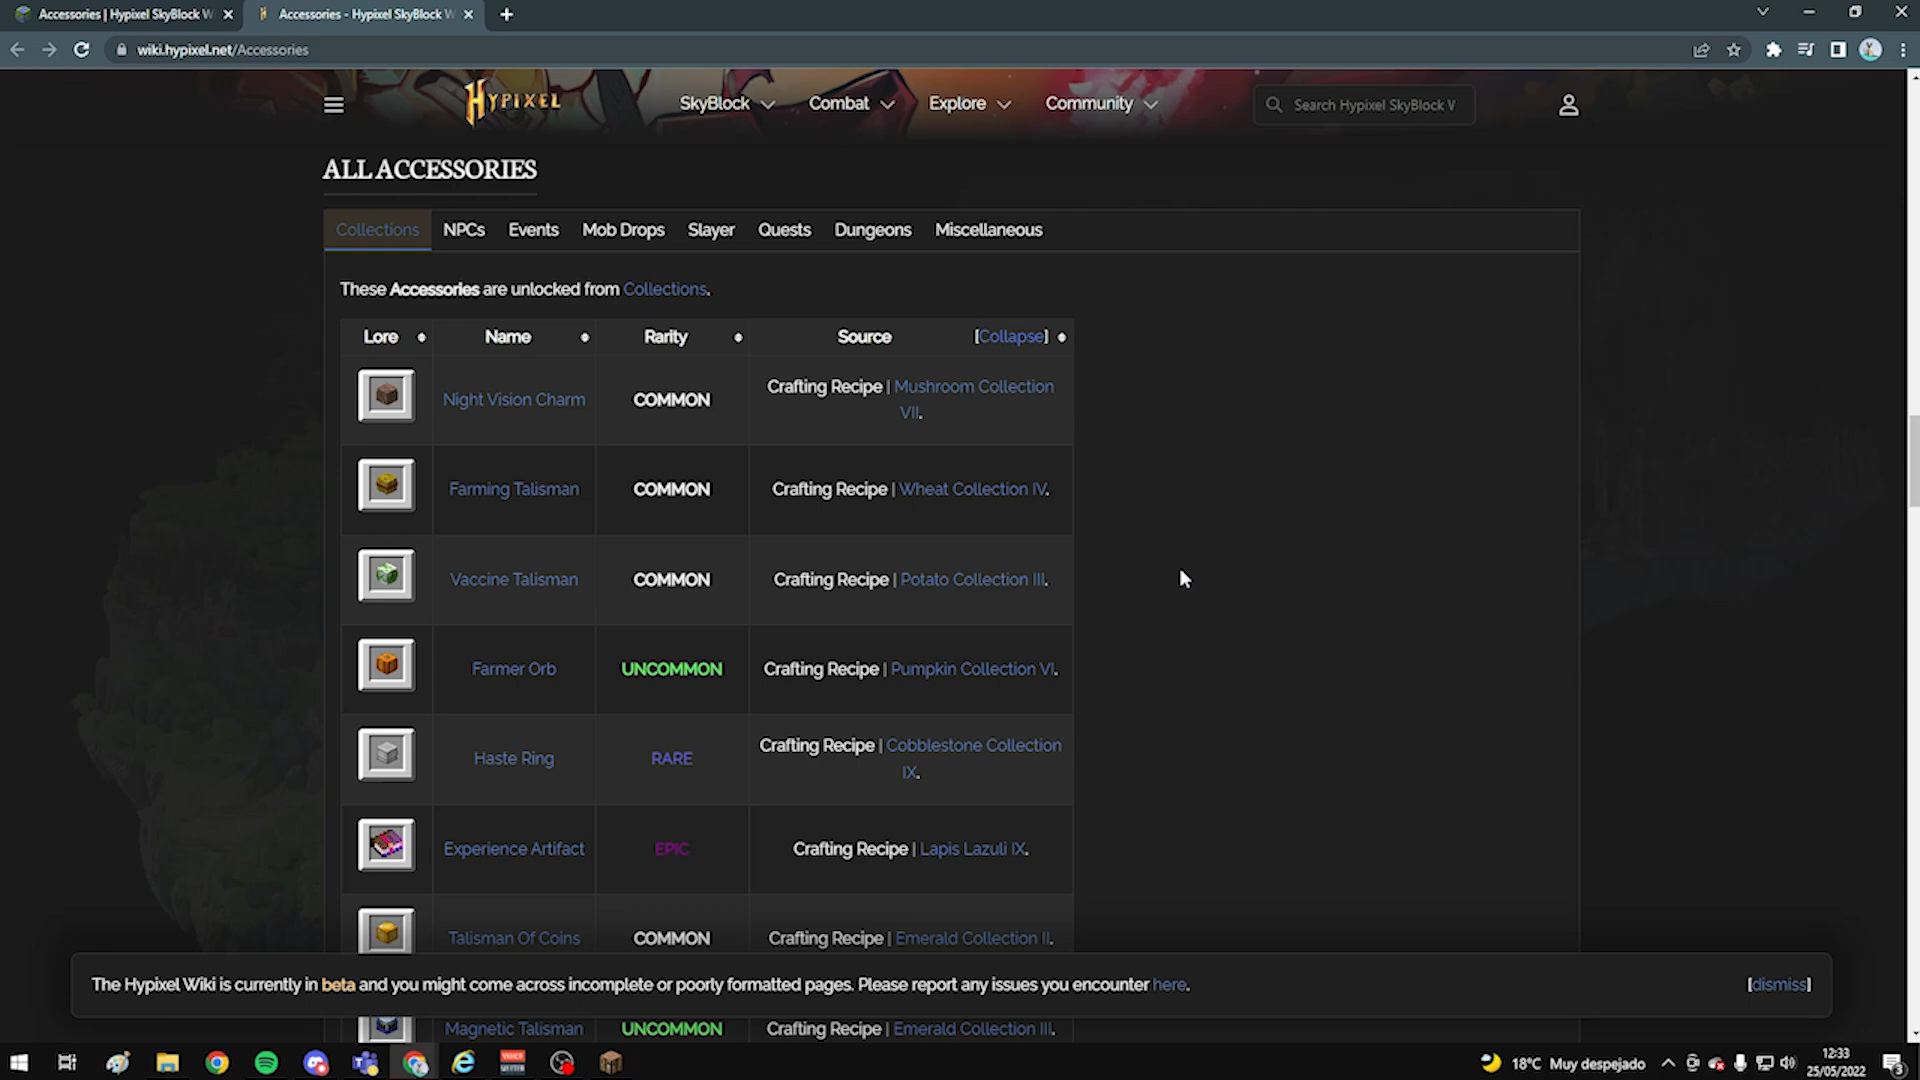 Accessories | Hypixel SkyBlock W
Accessories - Hypixel SkyBlock W
wiki.hypixel.net/Accessories
HYPIXEL
SkyBlock
Combat
Explore
Community
Search Hypixel SkyBlock V
ALL ACCESSORIES
Collections NPCs Events Mob Drops Slayer Quests Dungeons Miscellaneous
These Accessories are unlocked from Collections.
Lore Name Rarity Source [Collapse]
Night Vision Charm COMMON Crafting Recipe | Mushroom Collection
VII.
Farming Talisman COMMON Crafting Recipe | Wheat Collection IV.
Vaccine Talisman COMMON Crafting Recipe | Potato Collection III.
Farmer Orb UNCOMMON Crafting Recipe | Pumpkin Collection VI.
Haste Ring RARE Crafting Recipe | Cobblestone Collection
IX.
Experience Artifact EPIC Crafting Recipe | Lapis Lazuli IX.
Talisman Of Coins COMMON Crafting Recipe | Emerald Collection II.
The Hypixel Wiki is currently in beta and you might come across incomplete or poorly formatted pages. Please report any issues you encounter here. [dismiss]
Magnetic Talisman UNCOMMON Crafting Recipe | Emerald Collection III.
18°C Muy despejado
12:33
25/05/2022
3